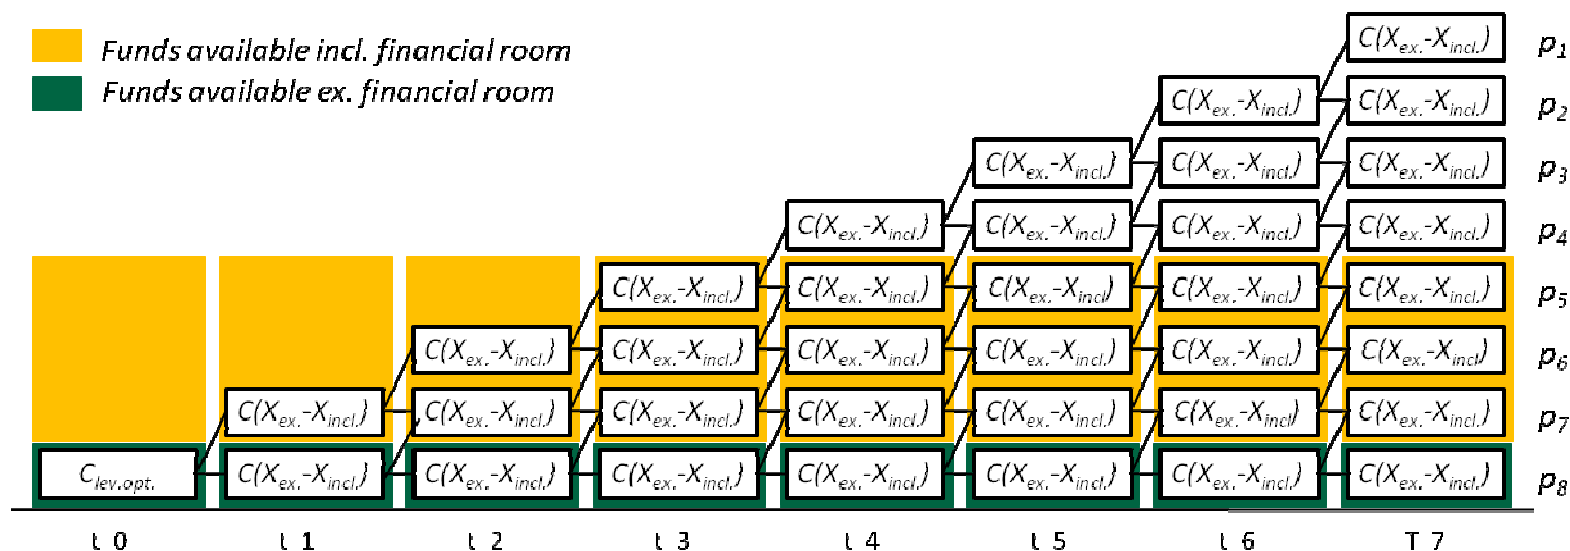 C(Xex.-Xincl.) p1
Funds available incl. financial room
Funds available ex. financial room
C(Xex.-Xincl.) C(Xex.-Xincl.) p2
C(Xex.-Xincl.) C(Xex.-Xincl.) C(Xex.-Xincl.) p3
C(Xex.-Xincl.) C(Xex.-Xincl.) C(Xex.-Xincl.) C(Xex.-Xincl.) p4
C(Xex.-Xincl.) C(Xex.-Xincl.) C(Xex.-Xincl) C(Xex.-Xincl.) C(Xex.-Xincl.) p5
C(Xex.-Xincl.) C(Xex.-Xincl.) C(Xex.-Xincl.) C(Xex.-Xincl.) C(Xex.-Xincl.) C(Xex.-Xincl) p6
C(Xex.-Xincl.) C(Xex.-Xincl.) C(Xex.-Xincl.) C(Xex.-Xincl.) C(Xex.-Xincl.) C(Xex.-Xincl) C(Xex.-Xincl.) p7
Clev.opt. C(Xex.-Xincl.) C(Xex.-Xincl.) C(Xex.-Xincl.) C(Xex.-Xincl.) C(Xex.-Xincl.) C(Xex.-Xincl.) C(Xex.-Xincl.) p8
t 0 t 1 t 2 t 3 t 4 t 5 t 6 T 7